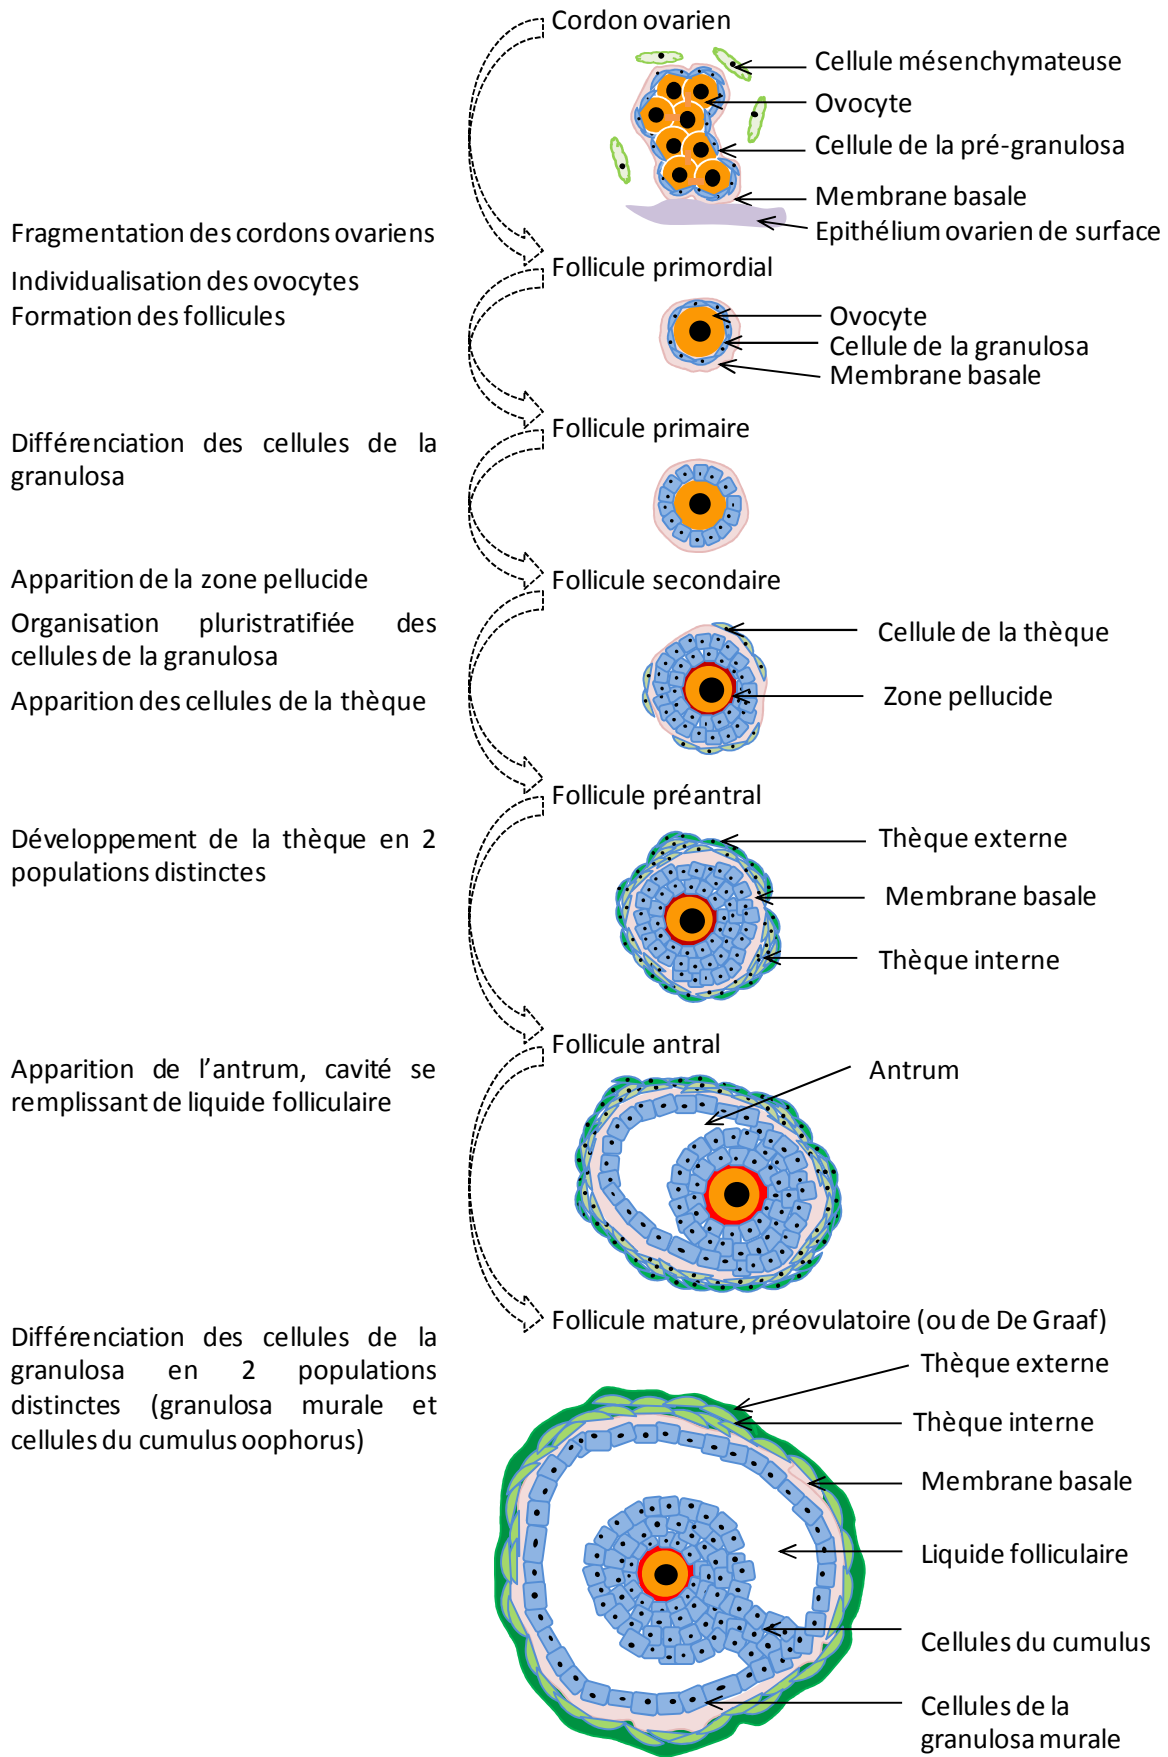 Cordon ovarien
Cellule mésenchymateuse
Ovocyte
Cellule de la pré-granulosa
Membrane basale
Epithélium ovarien de surface
Fragmentation des cordons ovariens
Individualisation des ovocytes
Formation des follicules
Follicule primordial
Ovocyte
Cellule de la granulosa
Membrane basale
Follicule primaire
Différenciation des cellules de la
granulosa
Follicule secondaire
Apparition de la zone pellucide
Organisation pluristratifiée des
cellules de la granulosa
Apparition des cellules de la thèque
Cellule de la thèque
Zone pellucide
Follicule préantral
Développement de la thèque en 2
populations distinctes
Thèque externe
Membrane basale
Thèque interne
Follicule antral
Apparition de l’antrum, cavité se
remplissant de liquide folliculaire
Antrum
Follicule mature, préovulatoire (ou de De Graaf)
Différenciation des cellules de la
granulosa en 2 populations
distinctes (granulosa murale et
cellules du cumulus oophorus)
Thèque externe
Thèque interne
Membrane basale
Liquide folliculaire
Cellules du cumulus
Cellules de la
granulosa murale